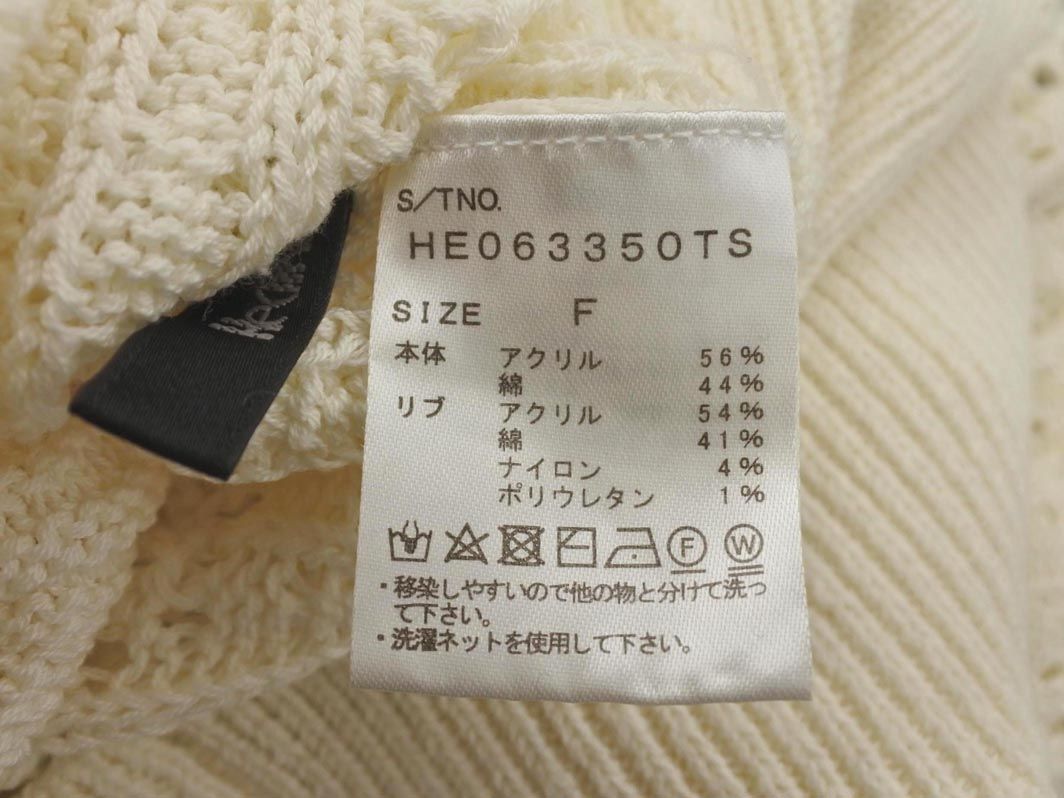 S/TNO.
HE063350TS
SIZE F
本体 アクリル 56%
綿 44%
リブ アクリル 54%
綿 41%
ナイロン 4%
ポリウレタン 1%
F W
・移染しやすいので他の物と分けて洗っ
て下さい。
・洗濯ネットを使用して下さい。